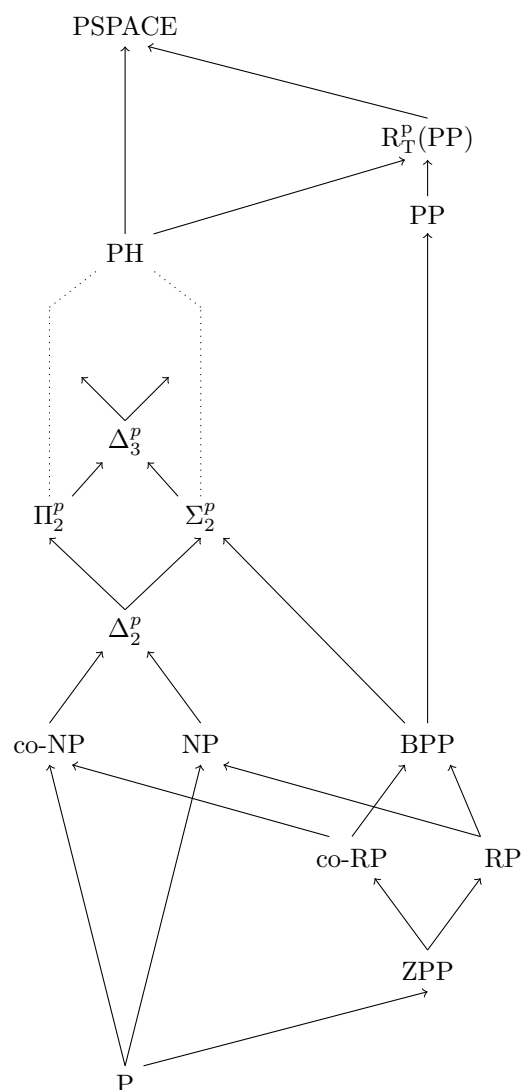 PSPACE
R_T^p(PP)
PP
PH
Δ_3^p
Π_2^p Σ_2^p
Δ_2^p
co-NP NP BPP
co-RP RP
ZPP
P